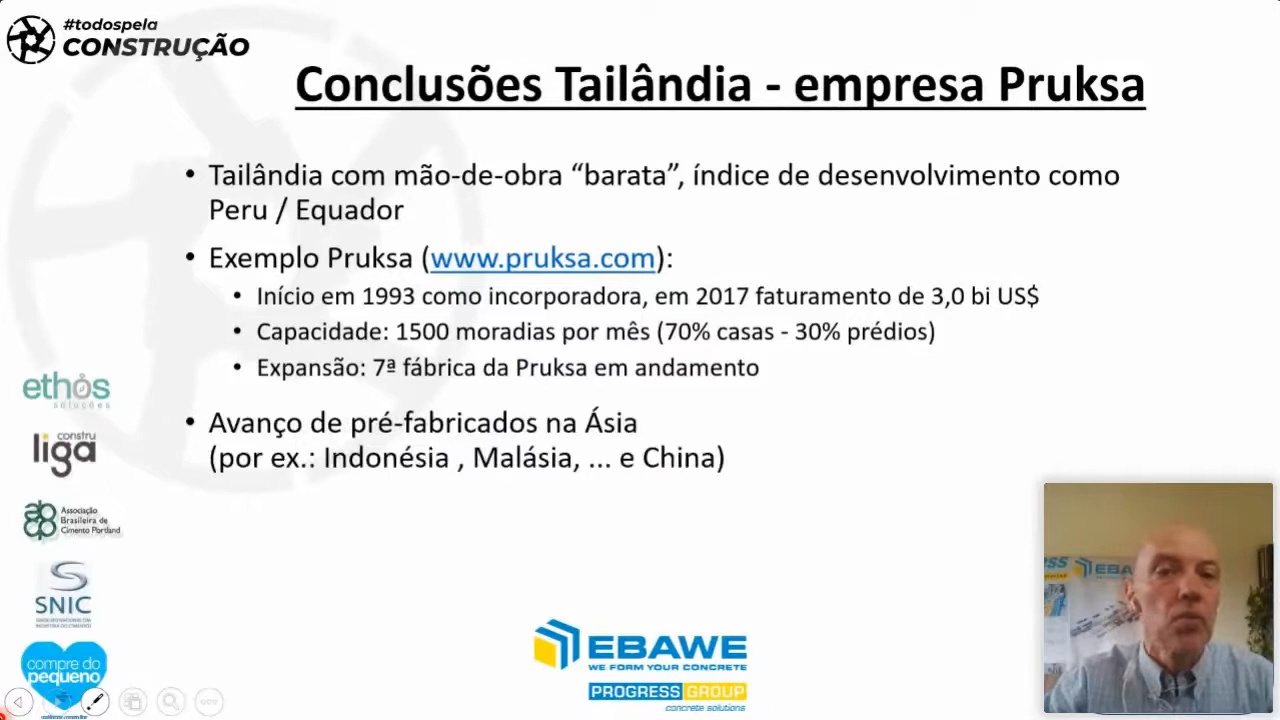 #todospela
CONSTRUÇÃO
Conclusões Tailândia - empresa Pruksa
• Tailândia com mão-de-obra “barata”, índice de desenvolvimento como
Peru / Equador
• Exemplo Pruksa (www.pruksa.com):
• Início em 1993 como incorporadora, em 2017 faturamento de 3,0 bi US$
• Capacidade: 1500 moradias por mês (70% casas - 30% prédios)
• Expansão: 7ª fábrica da Pruksa em andamento
• Avanço de pré-fabricados na Ásia
(por ex.: Indonésia , Malásia, ... e China)
ethos
soluções
constru
liga
Associação
Brasileira de
Cimento Portland
SNIC
compre do
pequeno
EBAWE
WE FORM YOUR CONCRETE
PROGRESS GROUP
concrete solutions